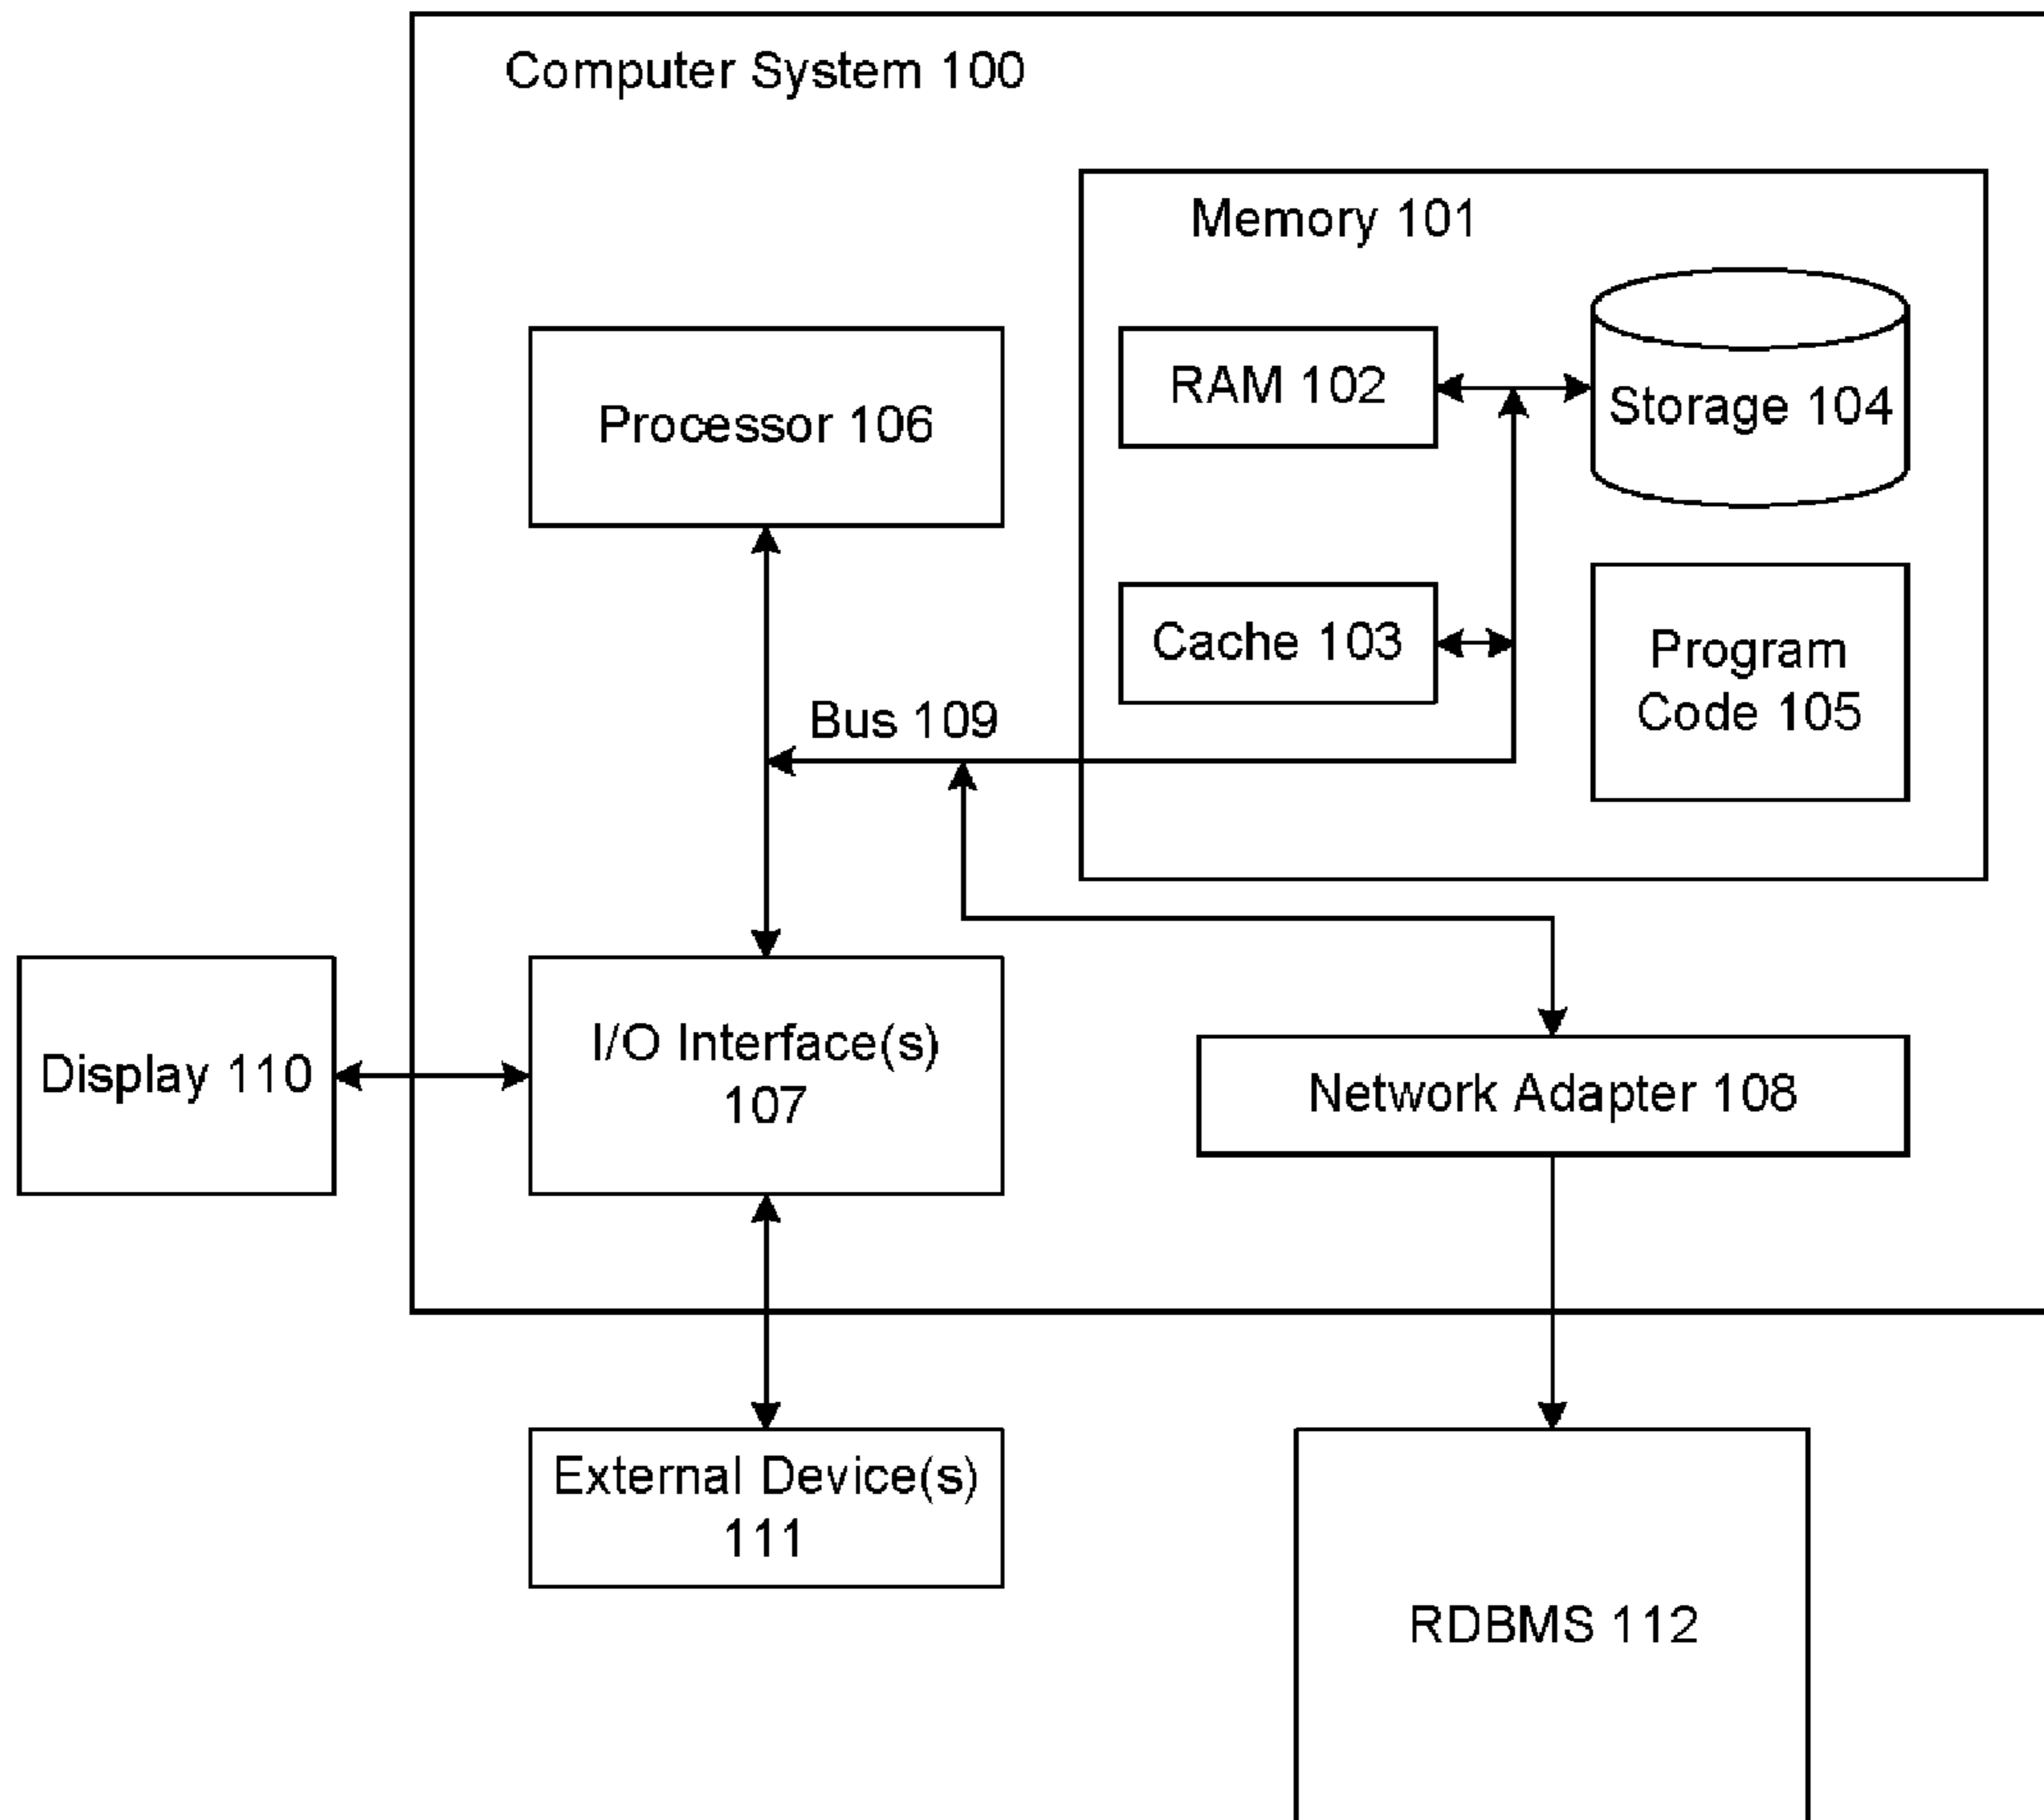 Computer System 100
Memory 101
RAM 102
Storage 104
Processor 106
Cache 103
Program
Code 105
Bus 109
I/O Interface(s)
107
Display 110
Network Adapter 108
External Device(s)
111
RDBMS 112